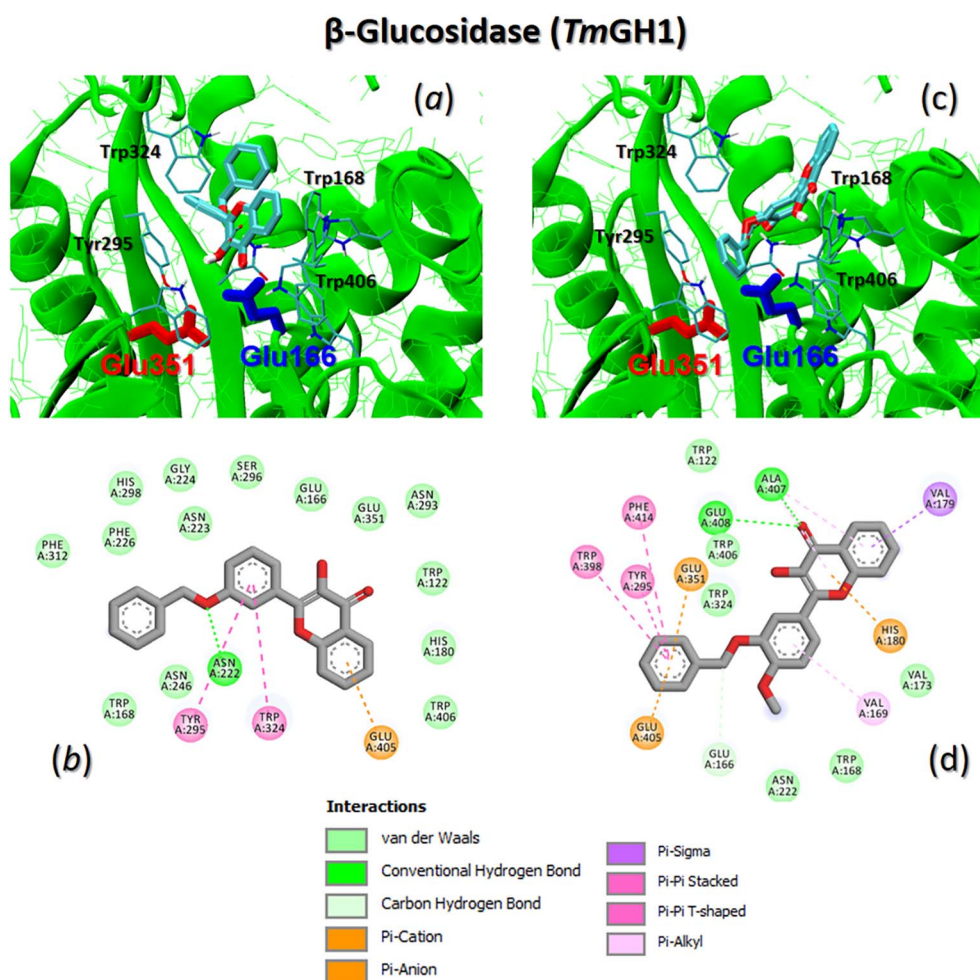 β-Glucosidase (TmGH1)
(a)
Trp324
Trp168
Tyr295
Trp406
Glu351
Glu166
(c)
Trp324
Trp168
Tyr295
Trp406
Glu351
Glu166
HIS
A:298
GLY
A:224
SER
A:296
GLU
A:166
GLU
A:351
ASN
A:293
PHE
A:312
PHE
A:226
ASN
A:223
TRP
A:122
HIS
A:180
ASN
A:222
ASN
A:246
TRP
A:168
TYR
A:295
TRP
A:324
TRP
A:406
GLU
A:405
(b)
TRP
A:122
ALA
A:407
VAL
A:179
PHE
A:414
GLU
A:408
TRP
A:406
TRP
A:398
TYR
A:295
GLU
A:351
TRP
A:324
HIS
A:180
VAL
A:173
VAL
A:169
GLU
A:405
GLU
A:166
ASN
A:222
TRP
A:168
(d)
Interactions
van der Waals
Conventional Hydrogen Bond
Carbon Hydrogen Bond
Pi-Cation
Pi-Anion
Pi-Sigma
Pi-Pi Stacked
Pi-Pi T-shaped
Pi-Alkyl